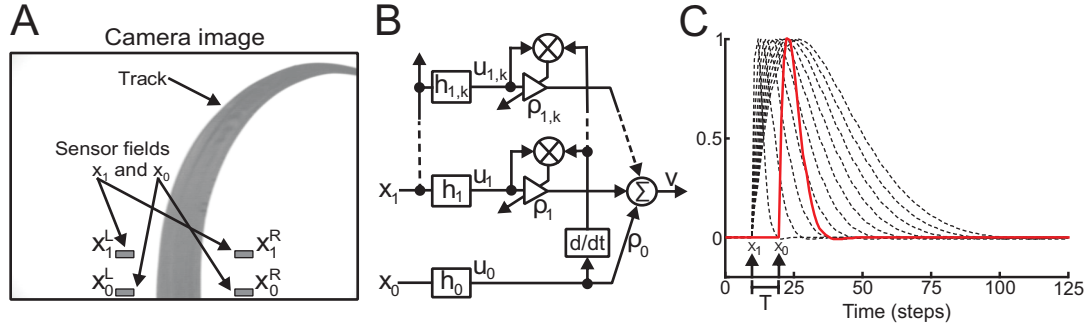 A
Camera image
Track
Sensor fields
x₁ and x₀
x₁ᴸ
x₁ᴿ
x₀ᴸ
x₀ᴿ
B
h₁,ₖ
u₁,ₖ
ρ₁,ₖ
x₁
h₁
u₁
ρ₁
Σ
v
d/dt
ρ₀
x₀
h₀
u₀
C
1
0.5
0
x₁
x₀
0
25
50
75
100
125
T
Time (steps)